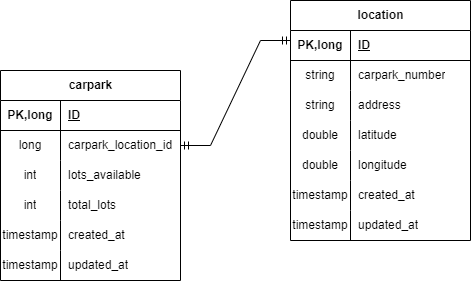 carpark
PK,long ID
long carpark_location_id
int lots_available
int total_lots
timestamp created_at
timestamp updated_at
location
PK,long ID
string carpark_number
string address
double latitude
double longitude
timestamp created_at
timestamp updated_at